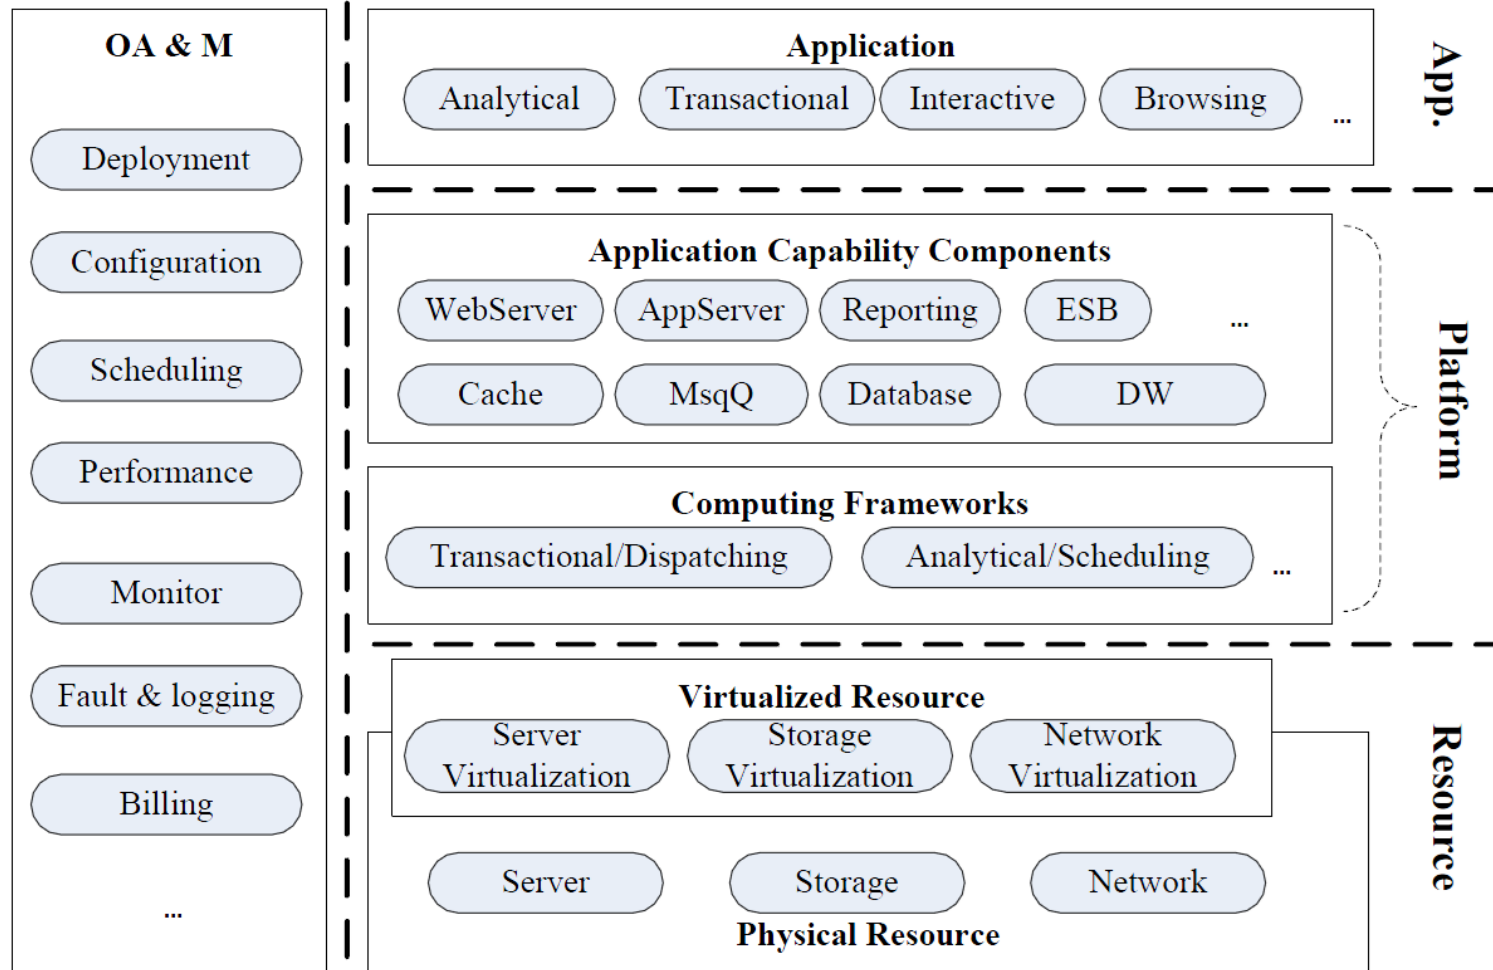 OA & M
Deployment
Configuration
Scheduling
Performance
Monitor
Fault & logging
Billing
...
Application
Analytical
Transactional
Interactive
Browsing
...
App.
Application Capability Components
WebServer
AppServer
Reporting
ESB
...
Cache
MsqQ
Database
DW
Computing Frameworks
Transactional/Dispatching
Analytical/Scheduling
...
Platform
Virtualized Resource
Server
Virtualization
Storage
Virtualization
Network
Virtualization
Server
Storage
Network
Physical Resource
Resource